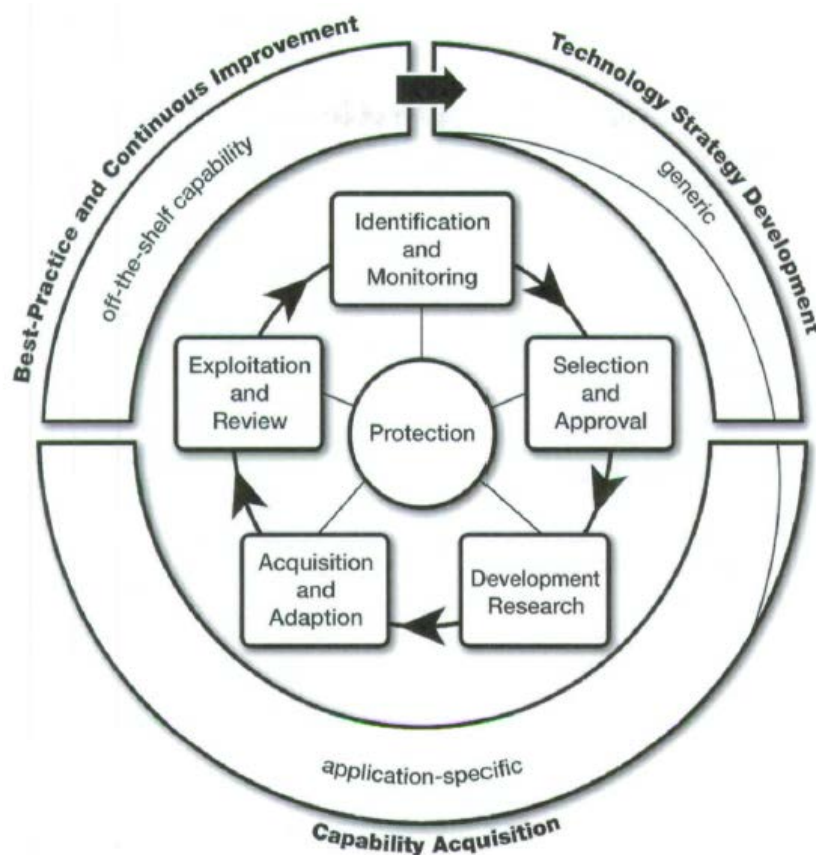 Best-Practice and Continuous Improvement
Technology Strategy Development
off-the-shelf capability
generic
Identification
and
Monitoring
Exploitation
and
Review
Selection
and
Approval
Protection
Acquisition
and
Adaption
Development
Research
application-specific
Capability Acquisition